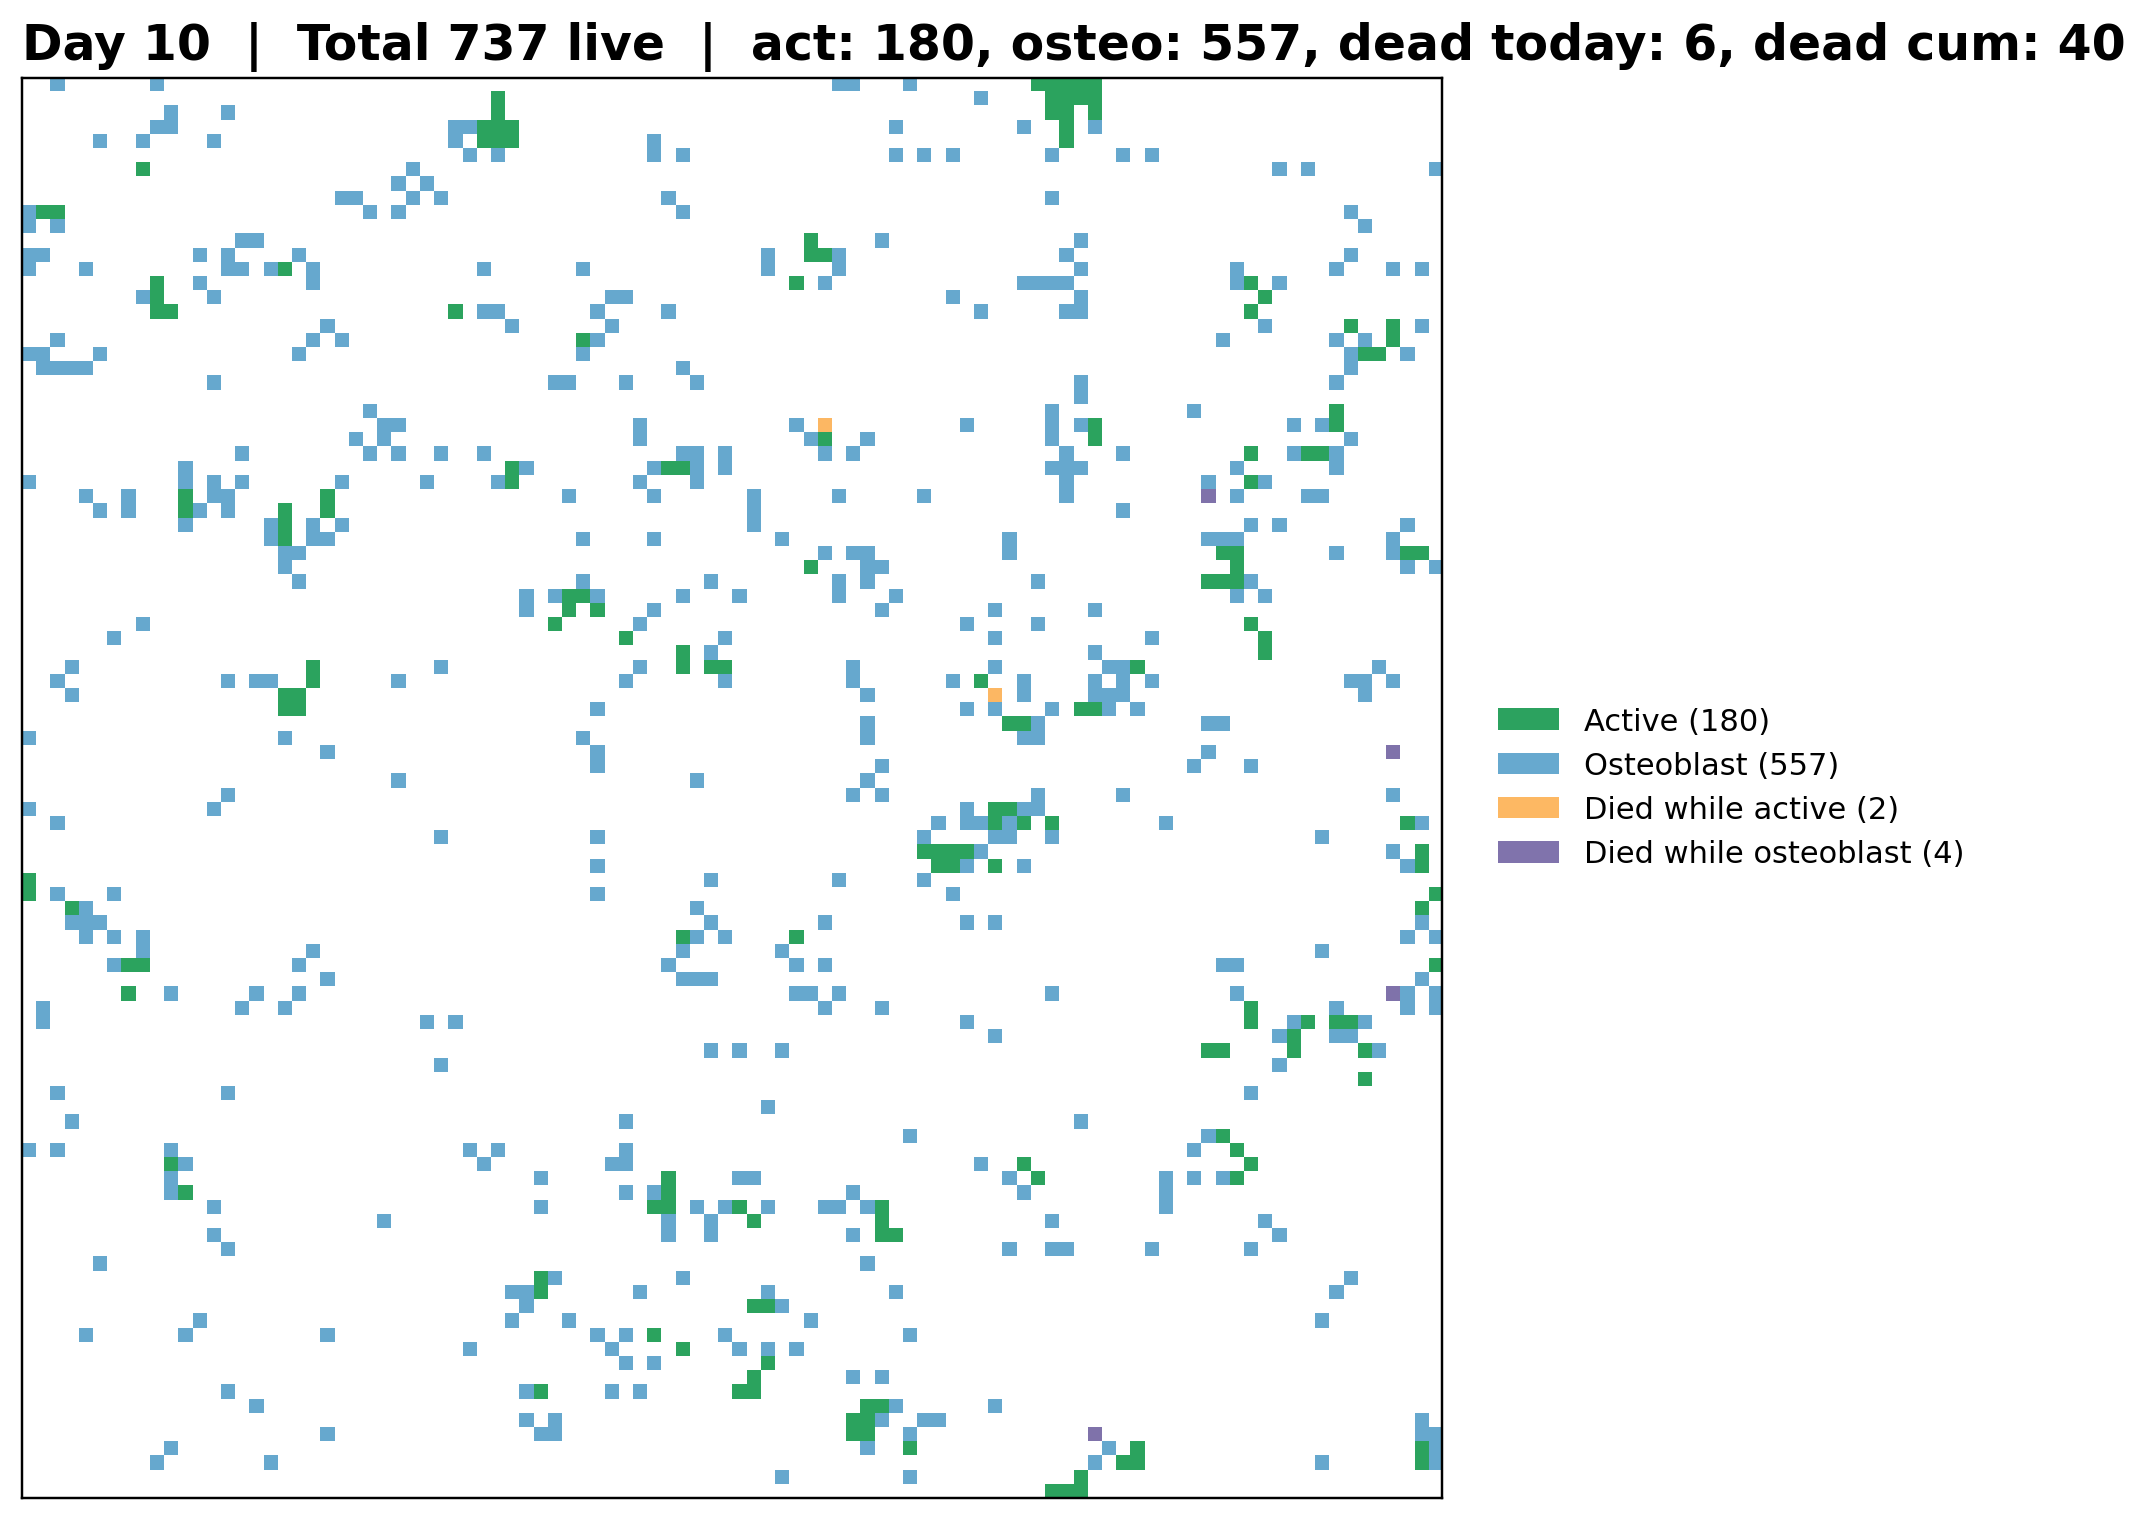 Day 10 | Total 737 live | act: 180, osteo: 557, dead today: 6, dead cum: 40
Active (180)
Osteoblast (557)
Died while active (2)
Died while osteoblast (4)